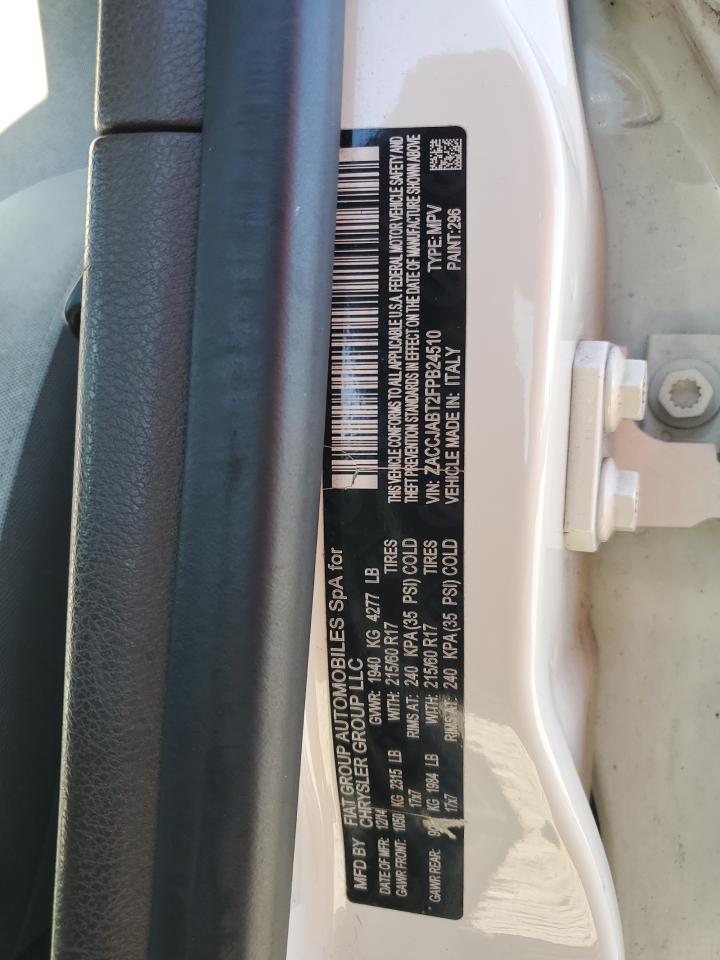 MFD BY FIAT GROUP AUTOMOBILES SpA for
CHRYSLER GROUP LLC
DATE OF MFR: 12/14 GVWR: 1940 KG 4277 LB
GAWR FRONT: 1050 KG 2315 LB WITH: 215/60 R17 TIRES
17x7 RIMS AT: 240 KPA(35 PSI) COLD
GAWR REAR: KG 1984 LB WITH: 215/60 R17 TIRES
17x7 RIMS AT: 240 KPA(35 PSI) COLD
THIS VEHICLE CONFORMS TO ALL APPLICABLE U.S.A. FEDERAL MOTOR VEHICLE SAFETY AND
THEFT PREVENTION STANDARDS IN EFFECT ON THE DATE OF MANUFACTURE SHOWN ABOVE
VIN: ZACCJABT2FPB24510 TYPE:MPV
VEHICLE MADE IN: ITALY PAINT:296